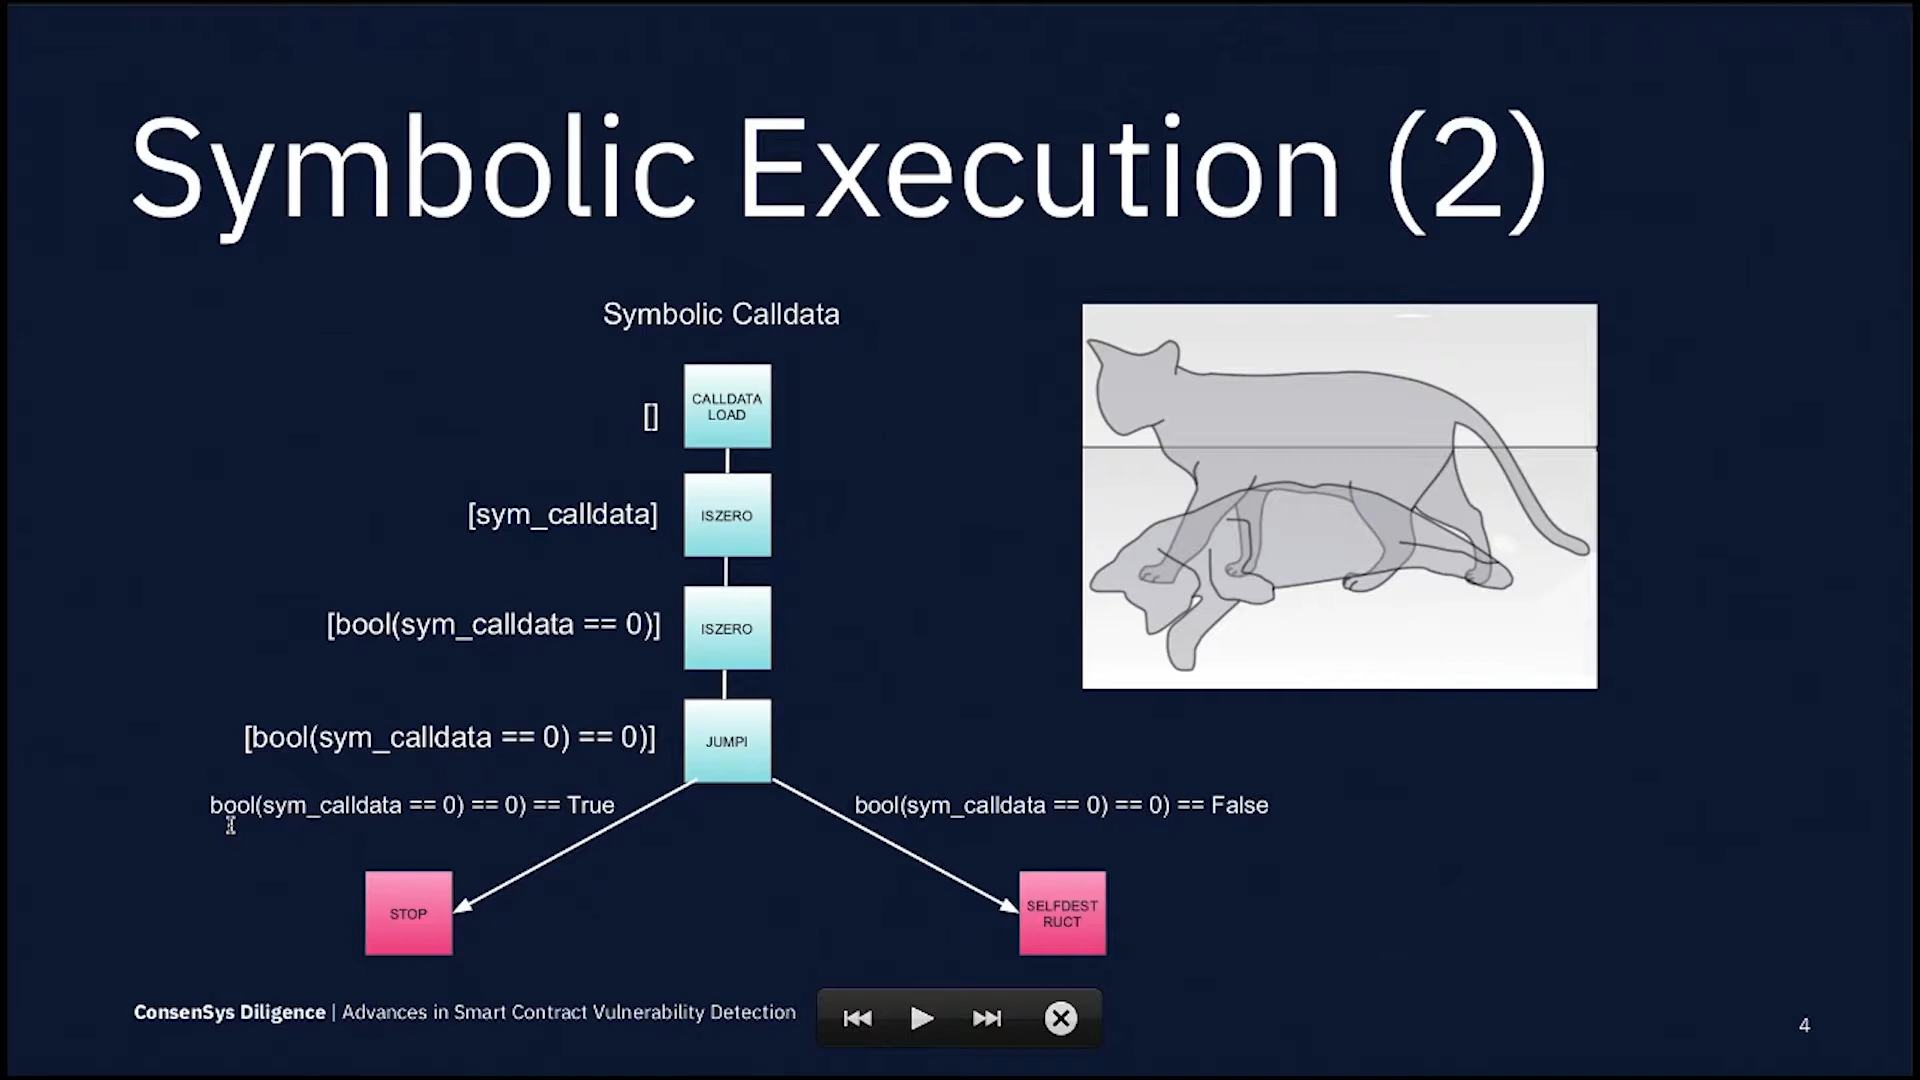 Symbolic Execution (2)
Symbolic Calldata
[]
CALLDATA
LOAD
[sym_calldata]
ISZERO
[bool(sym_calldata == 0)]
ISZERO
[bool(sym_calldata == 0) == 0)]
JUMPI
bool(sym_calldata == 0) == 0) == True
bool(sym_calldata == 0) == 0) == False
STOP
SELFDEST
RUCT
ConsenSys Diligence | Advances in Smart Contract Vulnerability Detection
4